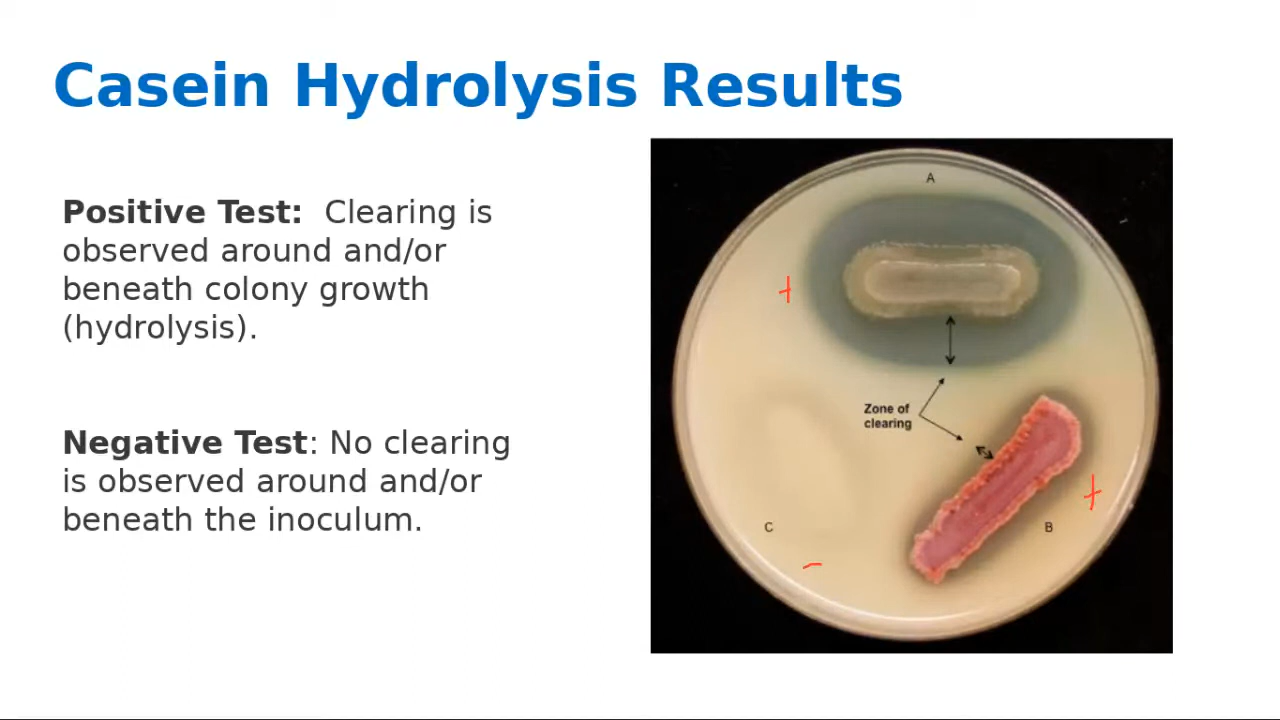 Casein Hydrolysis Results
Positive Test:  Clearing is
observed around and/or
beneath colony growth
(hydrolysis).
Negative Test: No clearing
is observed around and/or
beneath the inoculum.
A
+
Zone of
clearing
+
C
B
-